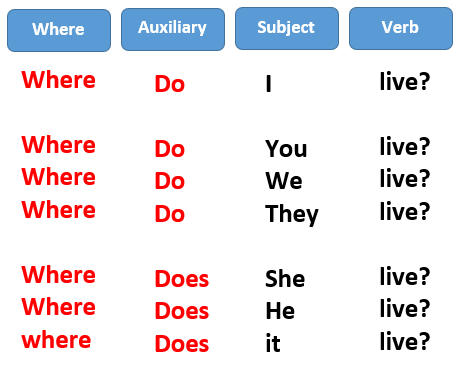 Where Auxiliary Subject Verb
Where Do I live?
Where Do You live?
Where Do We live?
Where Do They live?
Where Does She live?
Where Does He live?
where Does it live?